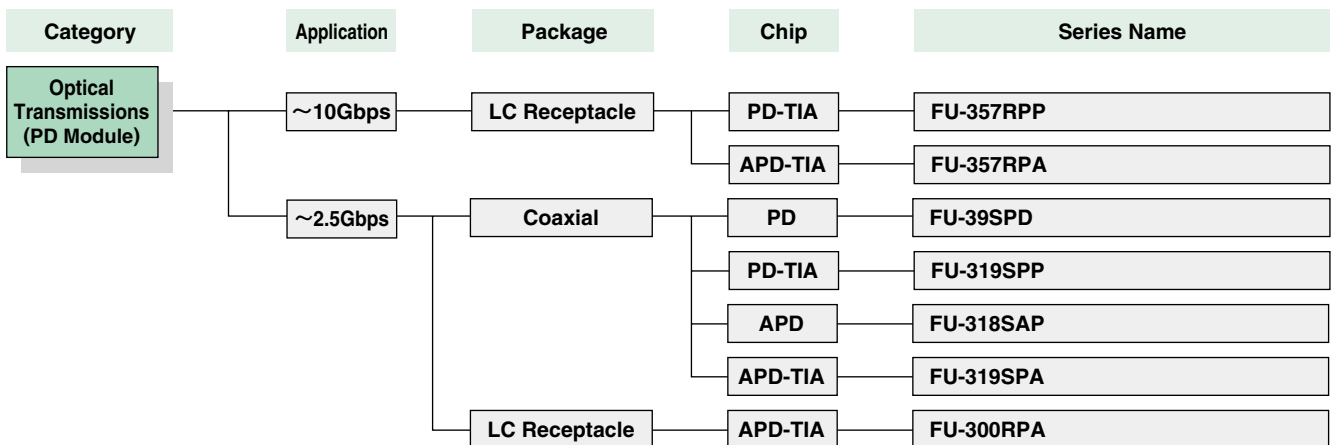 Category Application Package Chip Series Name
Optical
Transmissions
(PD Module)
～10Gbps LC Receptacle PD-TIA FU-357RPP
APD-TIA FU-357RPA
～2.5Gbps Coaxial PD FU-39SPD
PD-TIA FU-319SPP
APD FU-318SAP
APD-TIA FU-319SPA
LC Receptacle APD-TIA FU-300RPA